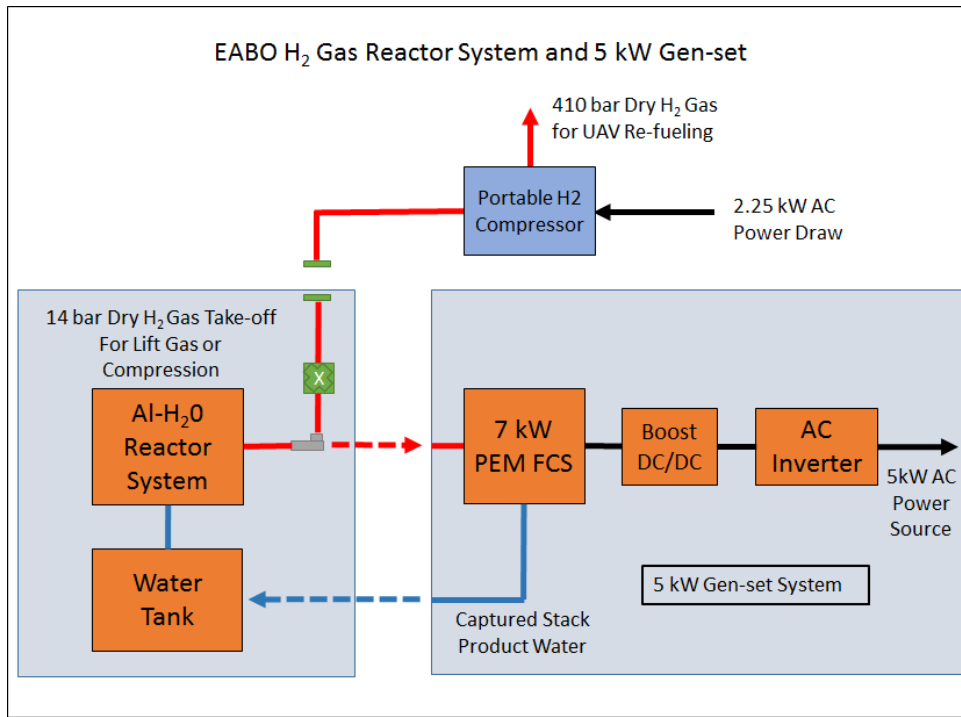 EABO H₂ Gas Reactor System and 5 kW Gen-set
410 bar Dry H₂ Gas
for UAV Re-fueling
Portable H2
Compressor
2.25 kW AC
Power Draw
14 bar Dry H₂ Gas Take-off
For Lift Gas or
Compression
X
Al-H₂0
Reactor
System
7 kW
PEM FCS
Boost
DC/DC
AC
Inverter
5kW AC
Power
Source
Water
Tank
5 kW Gen-set System
Captured Stack
Product Water